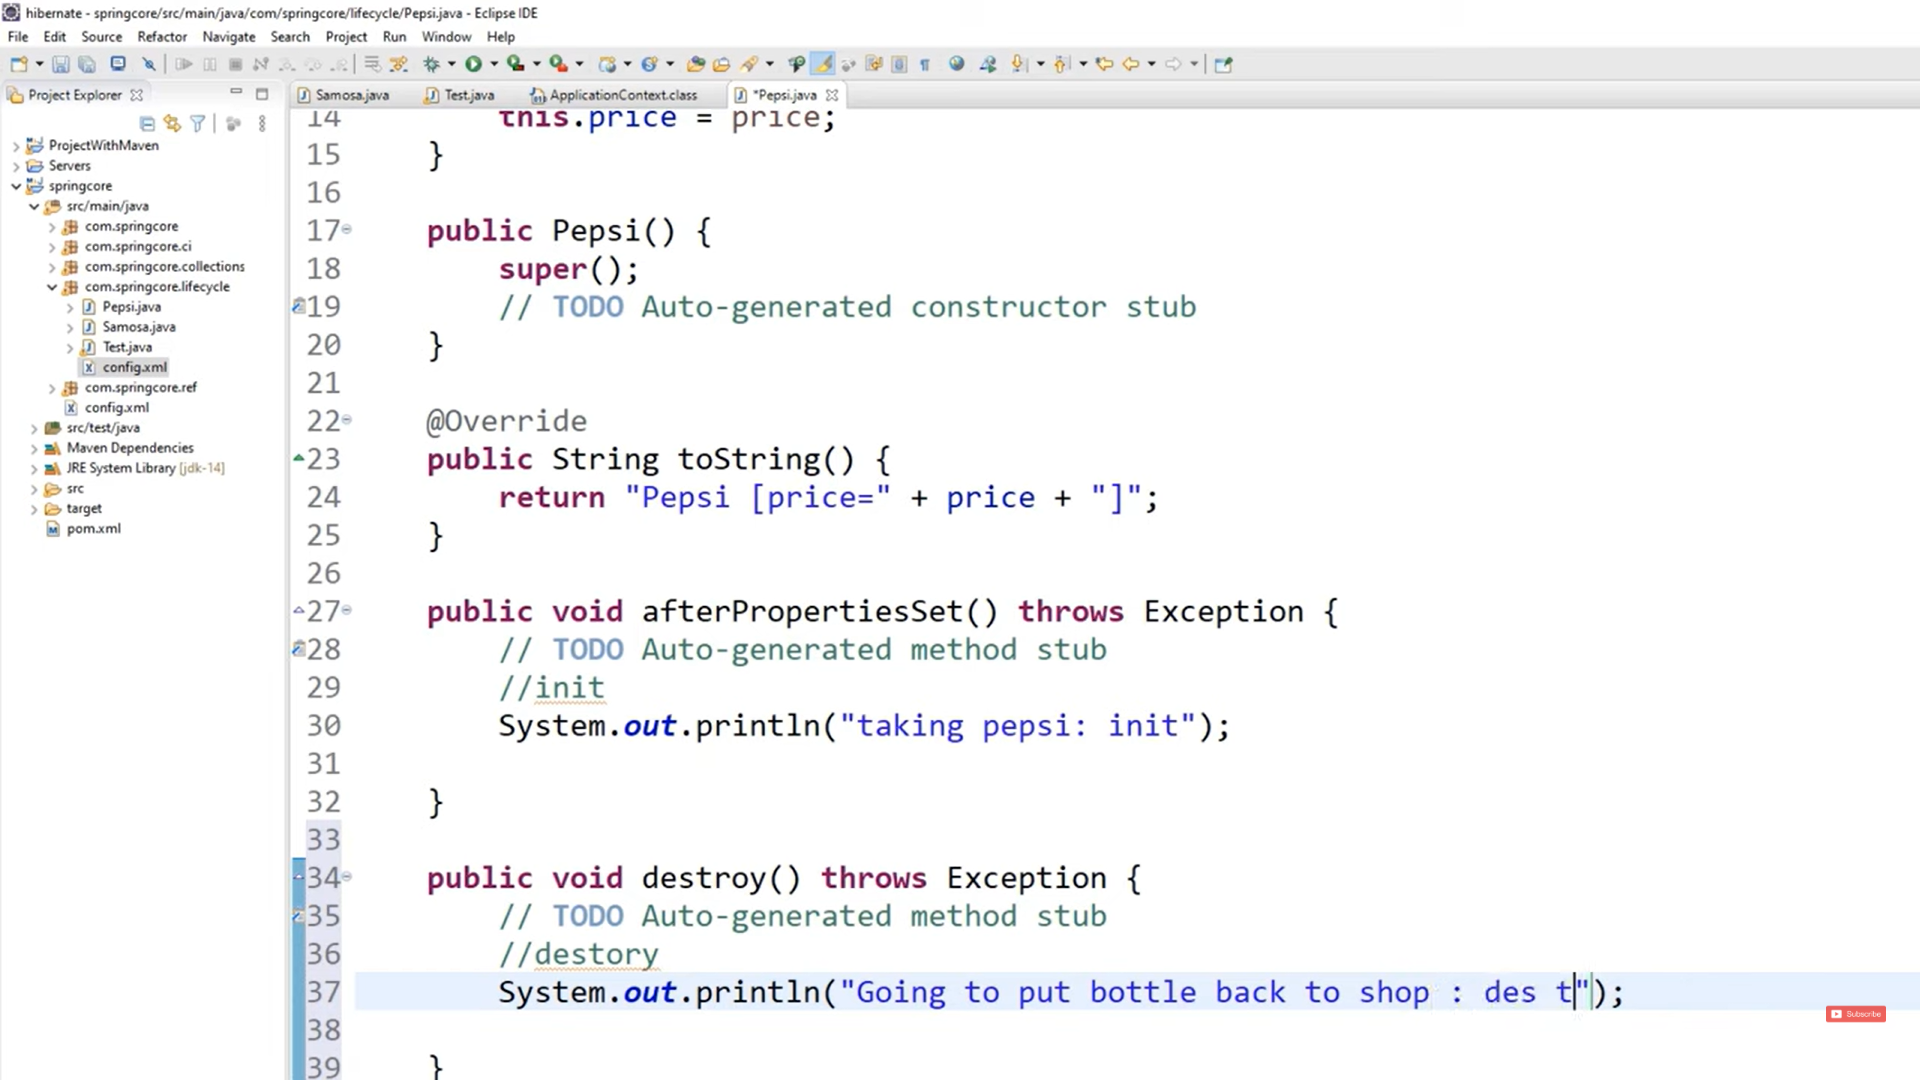 hibernate - springcore/src/main/java/com/springcore/lifecycle/Pepsi.java - Eclipse IDE
File Edit Source Refactor Navigate Search Project Run Window Help
Project Explorer
Samosa.java Test.java ApplicationContext.class *Pepsi.java
ProjectWithMaven
Servers
springcore
src/main/java
com.springcore
com.springcore.ci
com.springcore.collections
com.springcore.lifecycle
Pepsi.java
Samosa.java
Test.java
config.xml
com.springcore.ref
config.xml
src/test/java
Maven Dependencies
JRE System Library [jdk-14]
src
target
pom.xml
14 this.price = price;
15 }
16
17 public Pepsi() {
18 super();
19 // TODO Auto-generated constructor stub
20 }
21
22 @Override
23 public String toString() {
24 return "Pepsi [price=" + price + "]";
25 }
26
27 public void afterPropertiesSet() throws Exception {
28 // TODO Auto-generated method stub
29 //init
30 System.out.println("taking pepsi: init");
31
32 }
33
34 public void destroy() throws Exception {
35 // TODO Auto-generated method stub
36 //destory
37 System.out.println("Going to put bottle back to shop : des t");
38
39 }
Subscribe